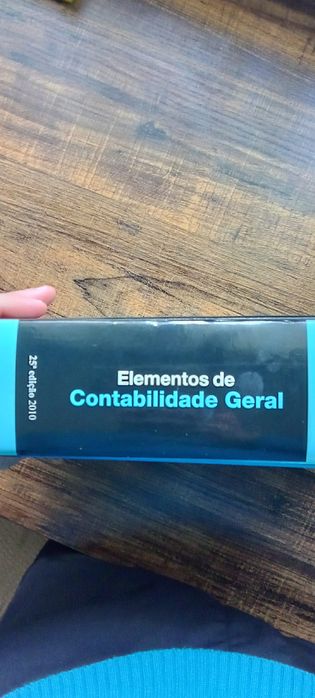 Elementos de
Contabilidade Geral
25ª edição 2010